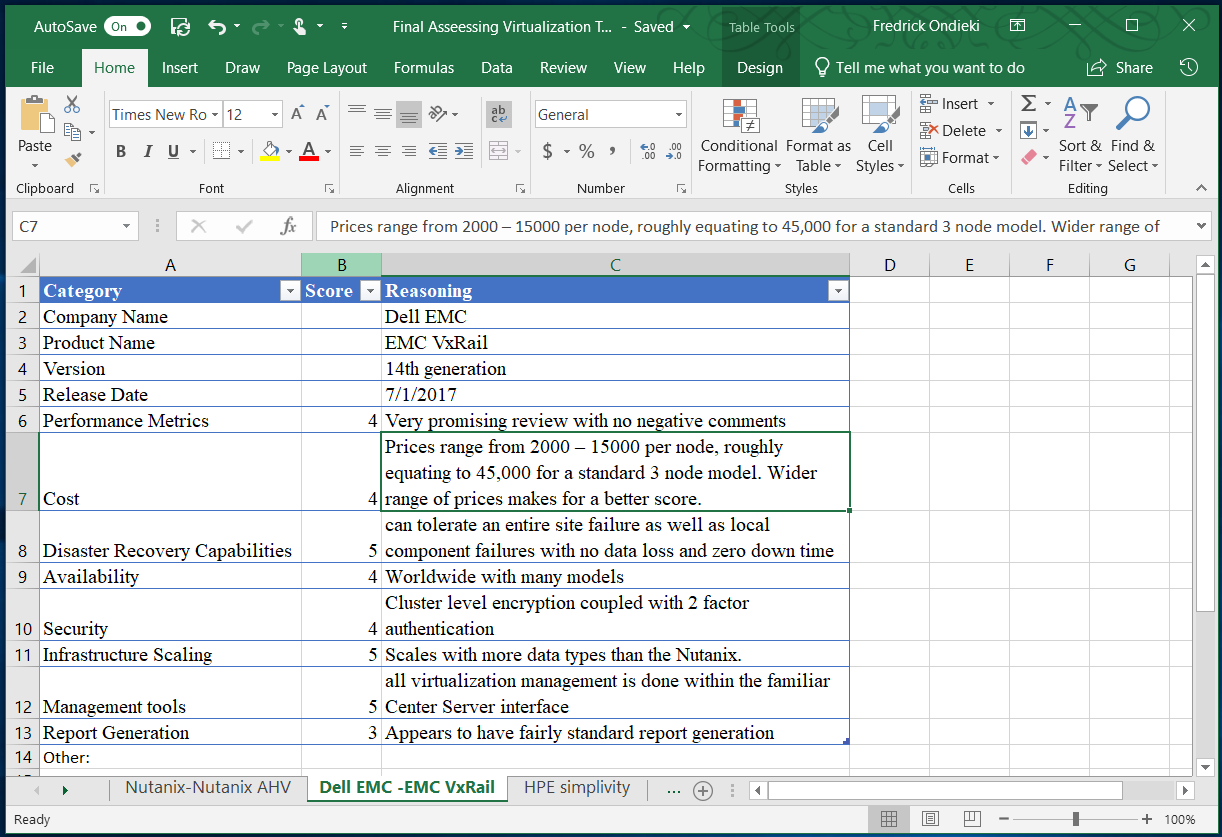 AutoSave On Final Asseessing Virtualization T... - Saved Table Tools Fredrick Ondieki
File Home Insert Draw Page Layout Formulas Data Review View Help Design Tell me what you want to do Share
Paste
Times New Ro 12
B I U
A A
ab
c
General
$ % ,
.00
.0
Conditional
Formatting
Format as
Table
Cell
Styles
Insert
Delete
Format
Sort &
Filter
Find &
Select
Clipboard Font Alignment Number Styles Cells Editing
C7 fx Prices range from 2000 – 15000 per node, roughly equating to 45,000 for a standard 3 node model. Wider range of
A B C D E F G
1 Category Score Reasoning
2 Company Name Dell EMC
3 Product Name EMC VxRail
4 Version 14th generation
5 Release Date 7/1/2017
6 Performance Metrics 4 Very promising review with no negative comments
Prices range from 2000 – 15000 per node, roughly
equating to 45,000 for a standard 3 node model. Wider
7 Cost 4 range of prices makes for a better score.
can tolerate an entire site failure as well as local
8 Disaster Recovery Capabilities 5 component failures with no data loss and zero down time
9 Availability 4 Worldwide with many models
Cluster level encryption coupled with 2 factor
10 Security 4 authentication
11 Infrastructure Scaling 5 Scales with more data types than the Nutanix.
all virtualization management is done within the familiar
12 Management tools 5 Center Server interface
13 Report Generation 3 Appears to have fairly standard report generation
14 Other:
Nutanix-Nutanix AHV Dell EMC -EMC VxRail HPE simplivity ...
Ready 100%